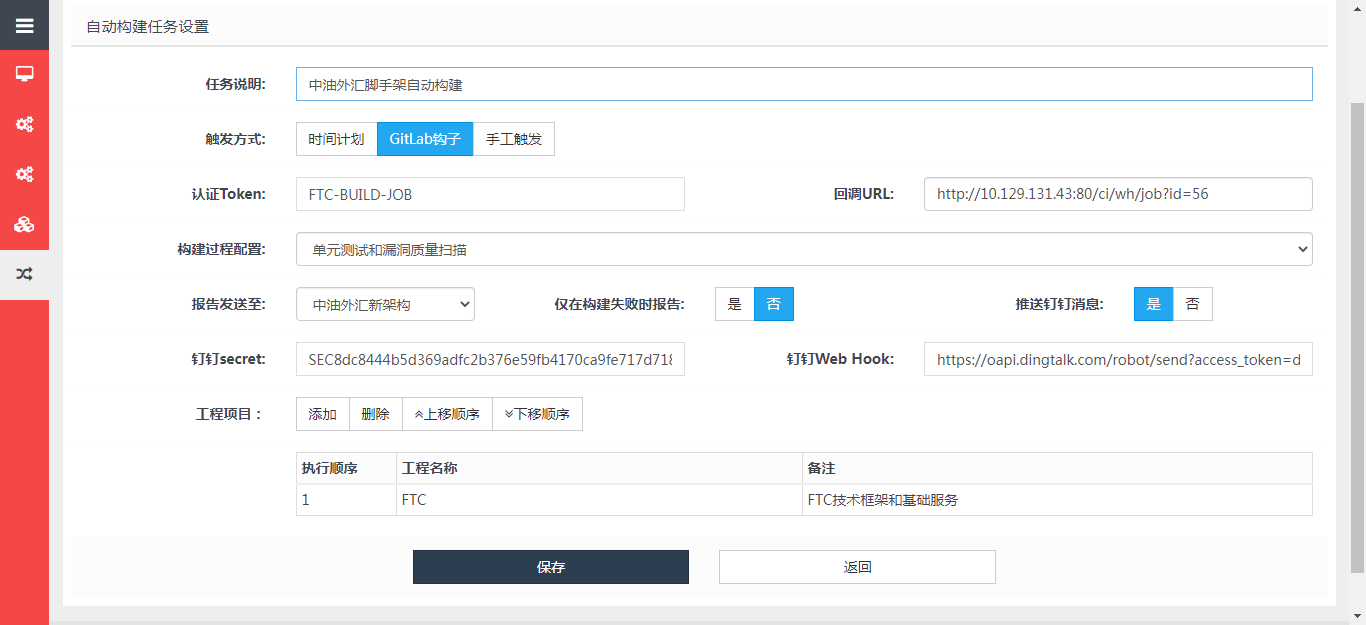 自动构建任务设置
任务说明: 中油外汇脚手架自动构建
触发方式: 时间计划 GitLab钩子 手工触发
认证Token: FTC-BUILD-JOB 回调URL: http://10.129.131.43:80/ci/wh/job?id=56
构建过程配置: 单元测试和漏洞质量扫描
报告发送至: 中油外汇新架构 仅在构建失败时报告: 是 否 推送钉钉消息: 是 否
钉钉secret: SEC8dc8444b5d369adfc2b376e59fb4170ca9fe717d718 钉钉Web Hook: https://oapi.dingtalk.com/robot/send?access_token=d
工程项目： 添加 删除 上移顺序 下移顺序
执行顺序 工程名称 备注
1 FTC FTC技术框架和基础服务
保存 返回